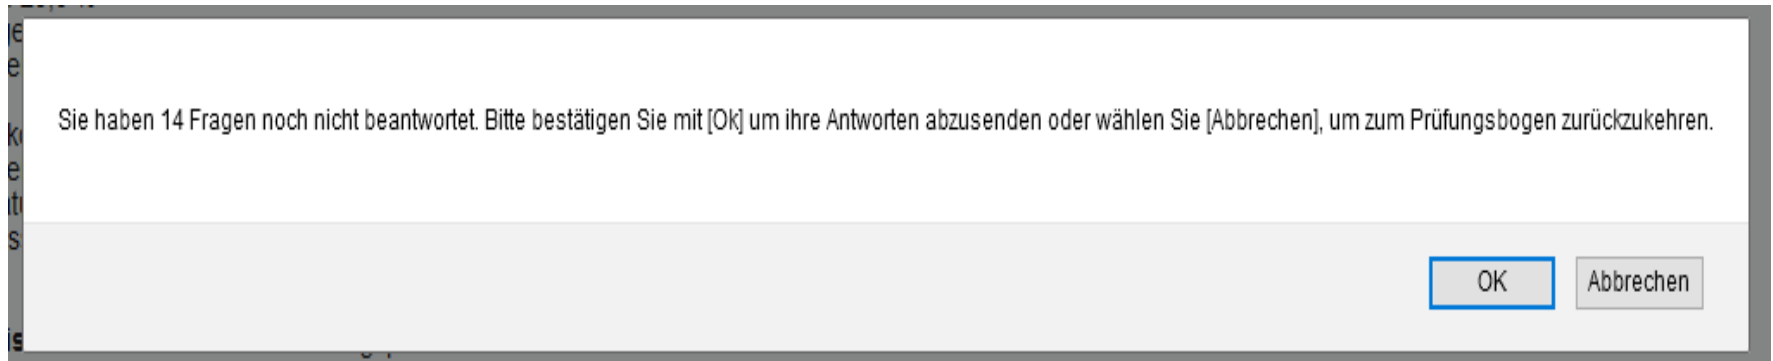 Sie haben 14 Fragen noch nicht beantwortet. Bitte bestätigen Sie mit [Ok] um ihre Antworten abzusenden oder wählen Sie [Abbrechen], um zum Prüfungsbogen zurückzukehren.
OK
Abbrechen